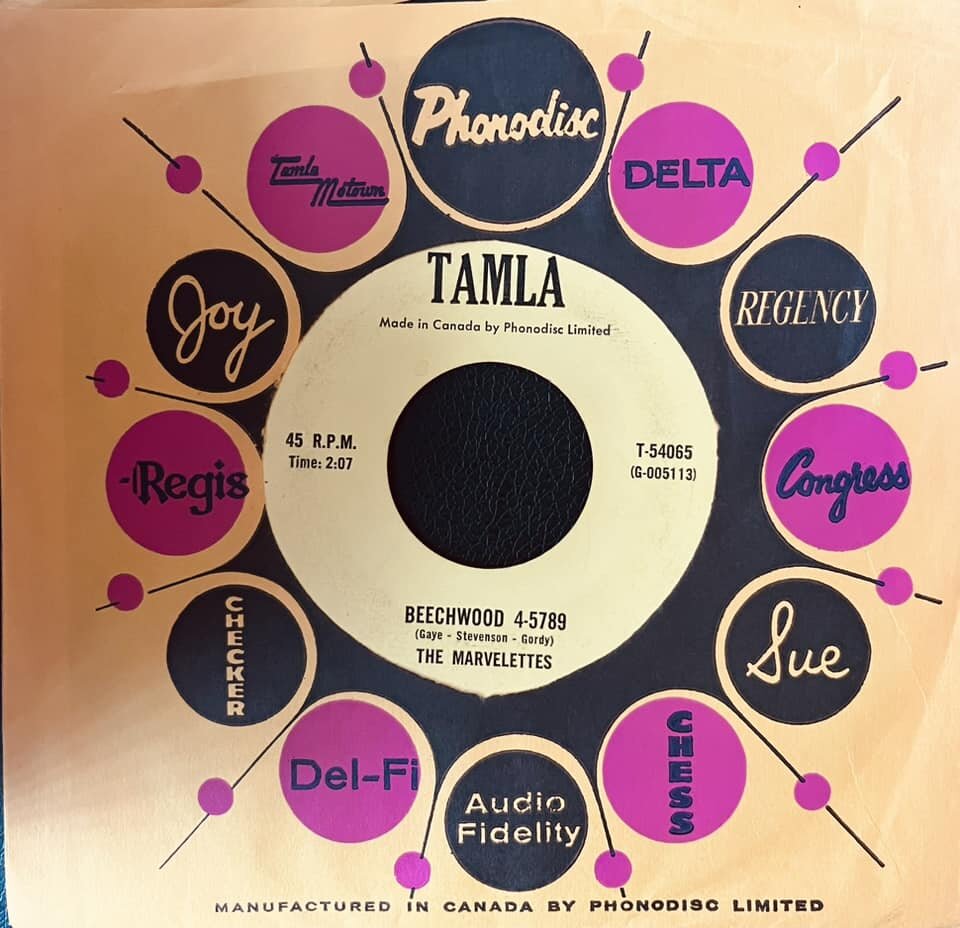 Phonodisc
Tamla
Motown
DELTA
Joy
REGENCY
Regis
Congress
CHECKER
Sue
Del-Fi
CHESS
Audio
Fidelity
TAMLA
Made in Canada by Phonodisc Limited
45 R.P.M.
Time: 2:07
T-54065
(G-005113)
BEECHWOOD 4-5789
(Gaye - Stevenson - Gordy)
THE MARVELETTES
MANUFACTURED IN CANADA BY PHONODISC LIMITED